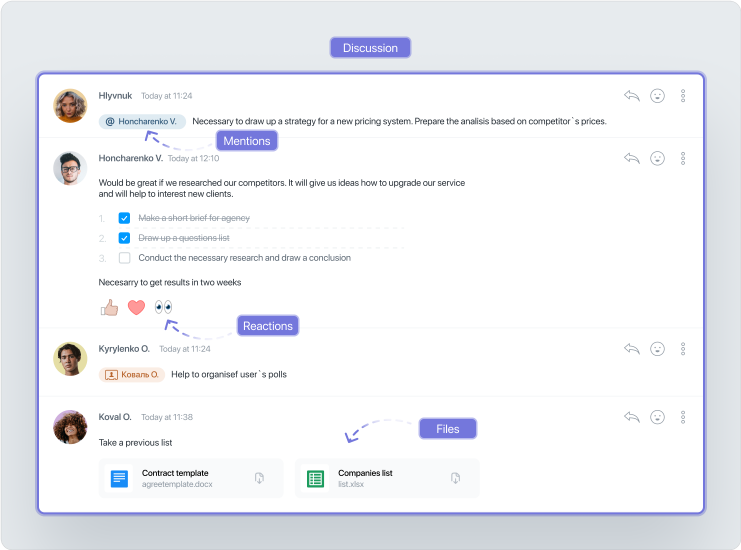 Discussion
Hlyvnuk Today at 11:24
@ Honcharenko V. Necessary to draw up a strategy for a new pricing system. Prepare the analisis based on competitor`s prices.
Mentions
Honcharenko V. Today at 12:10
Would be great if we researched our competitors. It will give us ideas how to upgrade our service
and will help to interest new clients.
1. Make a short brief for agency
2. Draw up a questions list
3. Conduct the necessary research and draw a conclusion
Necesarry to get results in two weeks
Reactions
Kyrylenko O. Today at 11:24
Коваль О. Help to organisef user`s polls
Koval O. Today at 11:38
Files
Take a previous list
Contract template
agreetemplate.docx
Companies list
list.xlsx